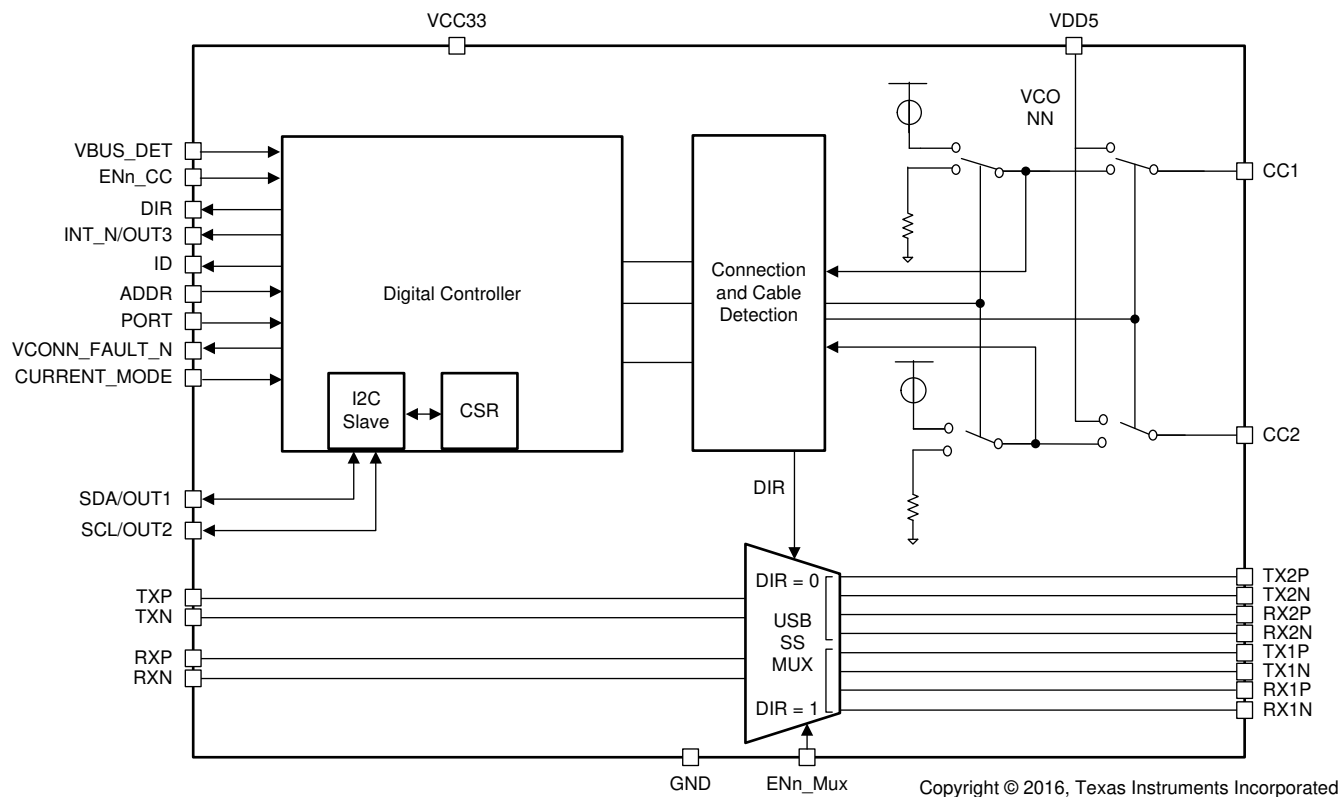 VCC33
VDD5
VCO
NN
VBUS_DET
ENn_CC
DIR
INT_N/OUT3
ID
ADDR
PORT
VCONN_FAULT_N
CURRENT_MODE
Digital Controller
I2C
Slave
CSR
Connection
and Cable
Detection
CC1
CC2
SDA/OUT1
SCL/OUT2
DIR
TXP
TXN
RXP
RXN
DIR = 0
USB
SS
MUX
DIR = 1
TX2P
TX2N
RX2P
RX2N
TX1P
TX1N
RX1P
RX1N
GND
ENn_Mux
Copyright © 2016, Texas Instruments Incorporated